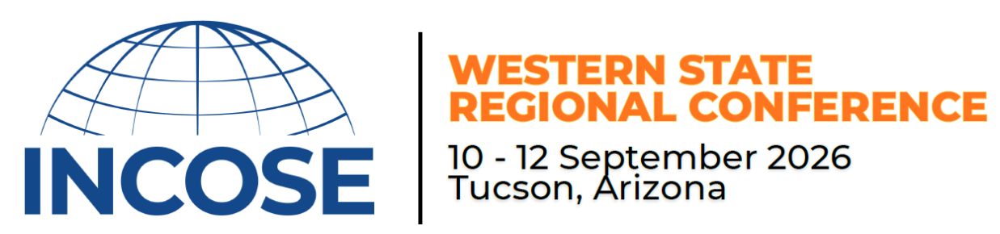 INCOSE
WESTERN STATE
REGIONAL CONFERENCE
10 - 12 September 2026
Tucson, Arizona